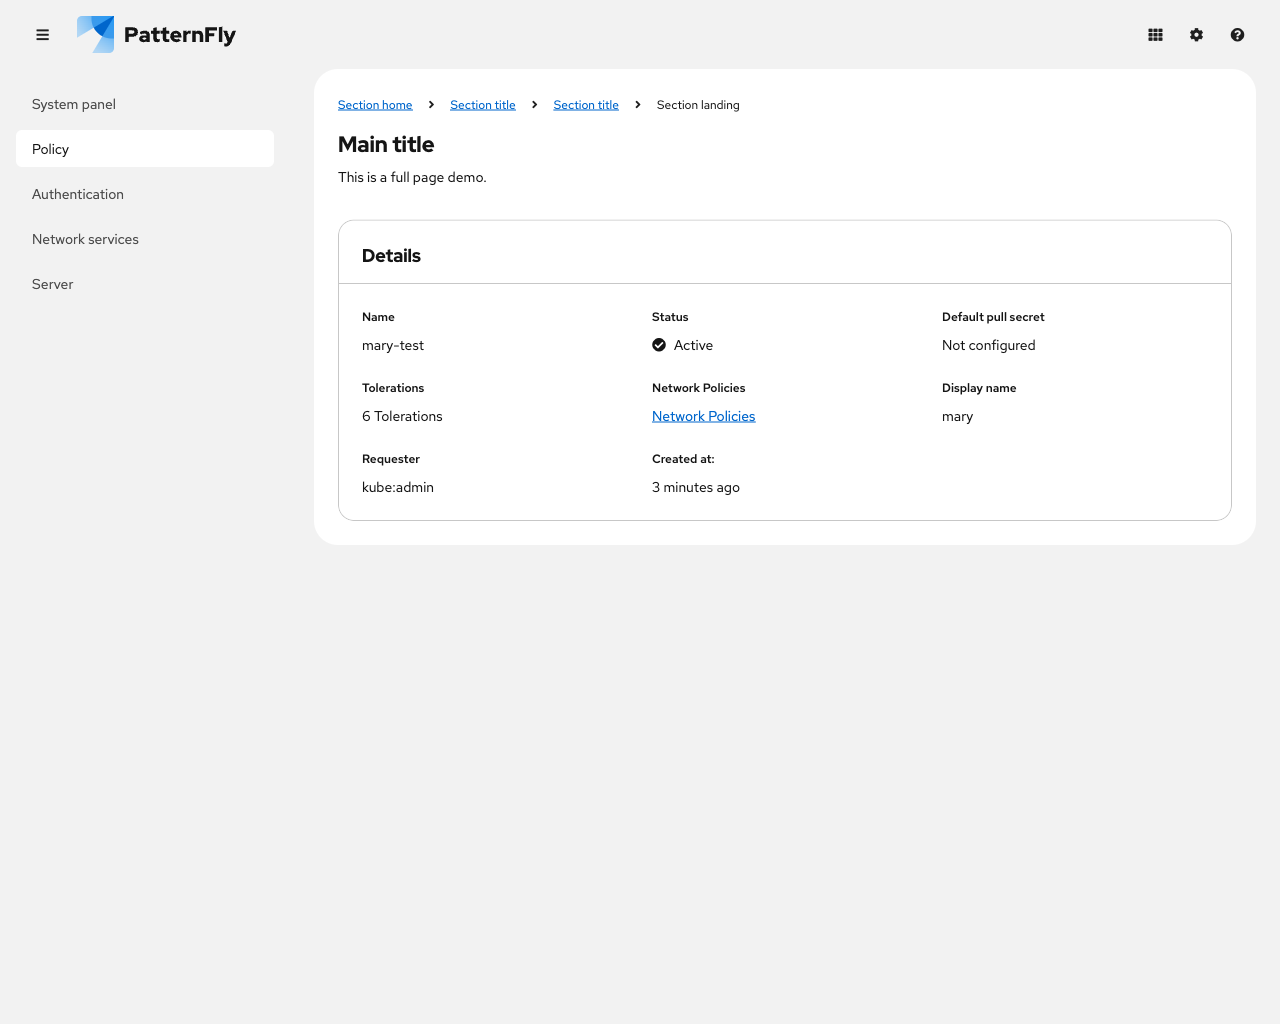 PatternFly
System panel
Policy
Authentication
Network services
Server
Section home Section title Section title Section landing
Main title
This is a full page demo.
Details
Name Status Default pull secret
mary-test Active Not configured
Tolerations Network Policies Display name
6 Tolerations Network Policies mary
Requester Created at:
kube:admin 3 minutes ago